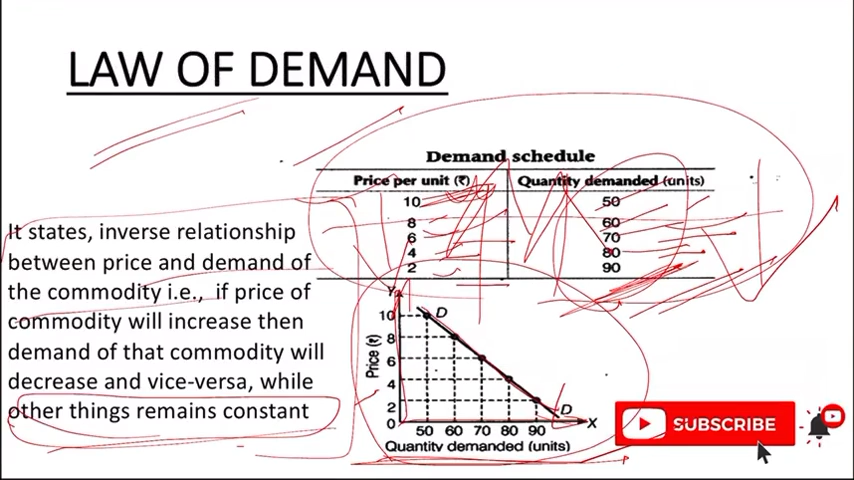 LAW OF DEMAND
Demand schedule
Price per unit (₹) Quantity demanded (units)
10 50
8 60
6 70
4 80
2 90
It states, inverse relationship
between price and demand of
the commodity i.e., if price of
commodity will increase then
demand of that commodity will
decrease and vice-versa, while
other things remains constant
Y
D
10
8
6
4
2
0
Price (₹)
D
X
50 60 70 80 90
Quantity demanded (units)
SUBSCRIBE